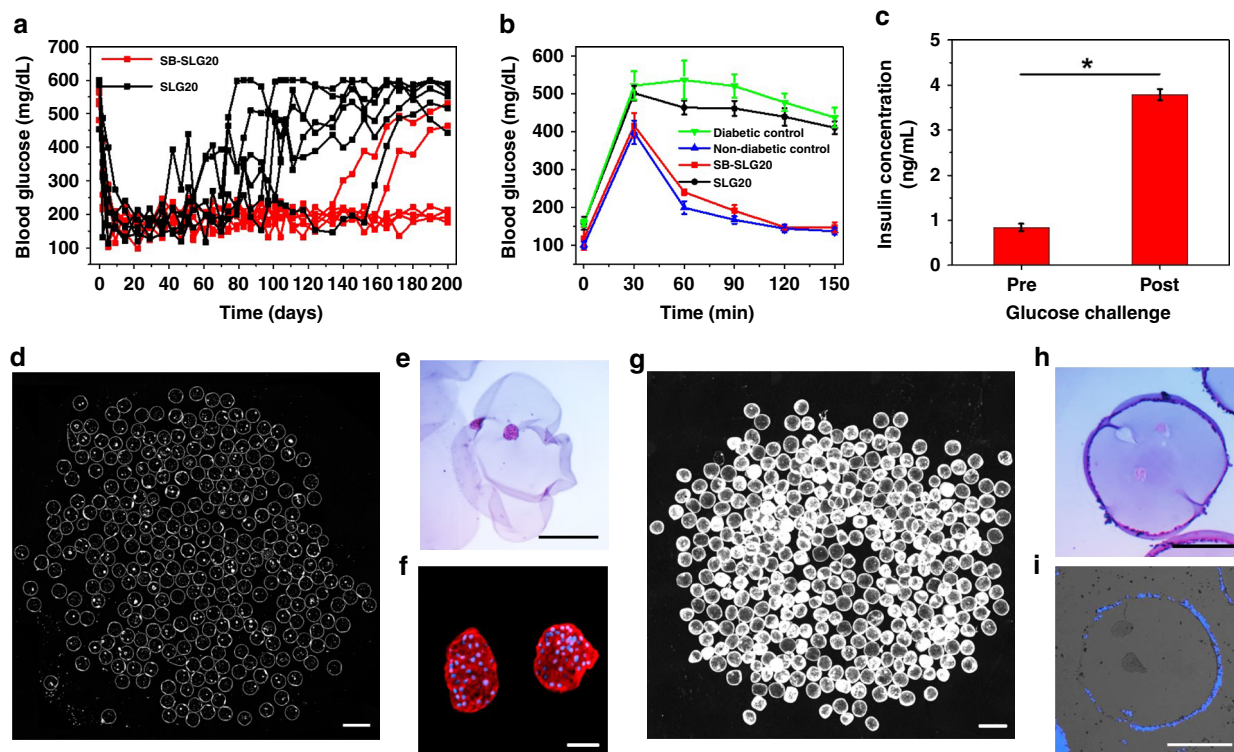 a
700
600
500
400
300
200
100
Blood glucose (mg/dL)
SB-SLG20
SLG20
0 20 40 60 80 100 120 140 160 180 200
Time (days)
b
600
500
400
300
200
100
Blood glucose (mg/dL)
Diabetic control
Non-diabetic control
SB-SLG20
SLG20
0 30 60 90 120 150
Time (min)
c
5
4
3
2
1
0
Insulin concentration
(ng/mL)
*
Pre Post
Glucose challenge
d
e
f
g
h
i